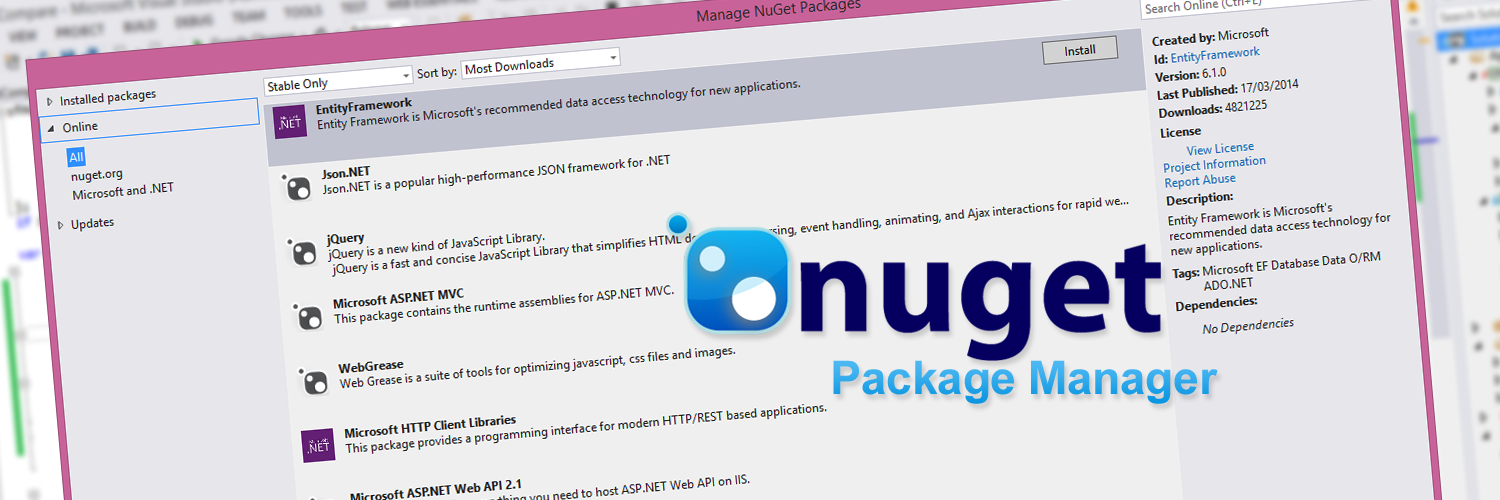 Compare - Microsoft Visual Studio
VIEW PROJECT BUILD DEBUG TEAM TOOLS TEST
Manage NuGet Packages
Search Online (Ctrl+E)
Installed packages
Online
All
nuget.org
Microsoft and .NET
Updates
Stable Only
Sort by:
Most Downloads
Install
.NET
EntityFramework
Entity Framework is Microsoft's recommended data access technology for new applications.
Json.NET
Json.NET is a popular high-performance JSON framework for .NET
jQuery
jQuery is a new kind of JavaScript Library.
jQuery is a fast and concise JavaScript Library that simplifies HTML event handling, animating, and Ajax interactions for rapid we...
Microsoft ASP.NET MVC
This package contains the runtime assemblies for ASP.NET MVC.
WebGrease
Web Grease is a suite of tools for optimizing javascript, css files and images.
.NET
Microsoft HTTP Client Libraries
This package provides a programming interface for modern HTTP/REST based applications.
Microsoft ASP.NET Web API 2.1
you need to host ASP.NET Web API on IIS.
Created by: Microsoft
Id: EntityFramework
Version: 6.1.0
Last Published: 17/03/2014
Downloads: 4821225
License
View License
Project Information
Report Abuse
Description:
Entity Framework is Microsoft's
recommended data access technology for
new applications.
Tags: Microsoft EF Database Data O/RM
ADO.NET
Dependencies:
No Dependencies
nuget
Package Manager